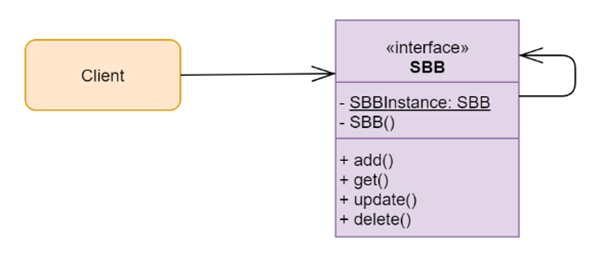 Client
«interface»
SBB
- SBBInstance: SBB
- SBB()
+ add()
+ get()
+ update()
+ delete()